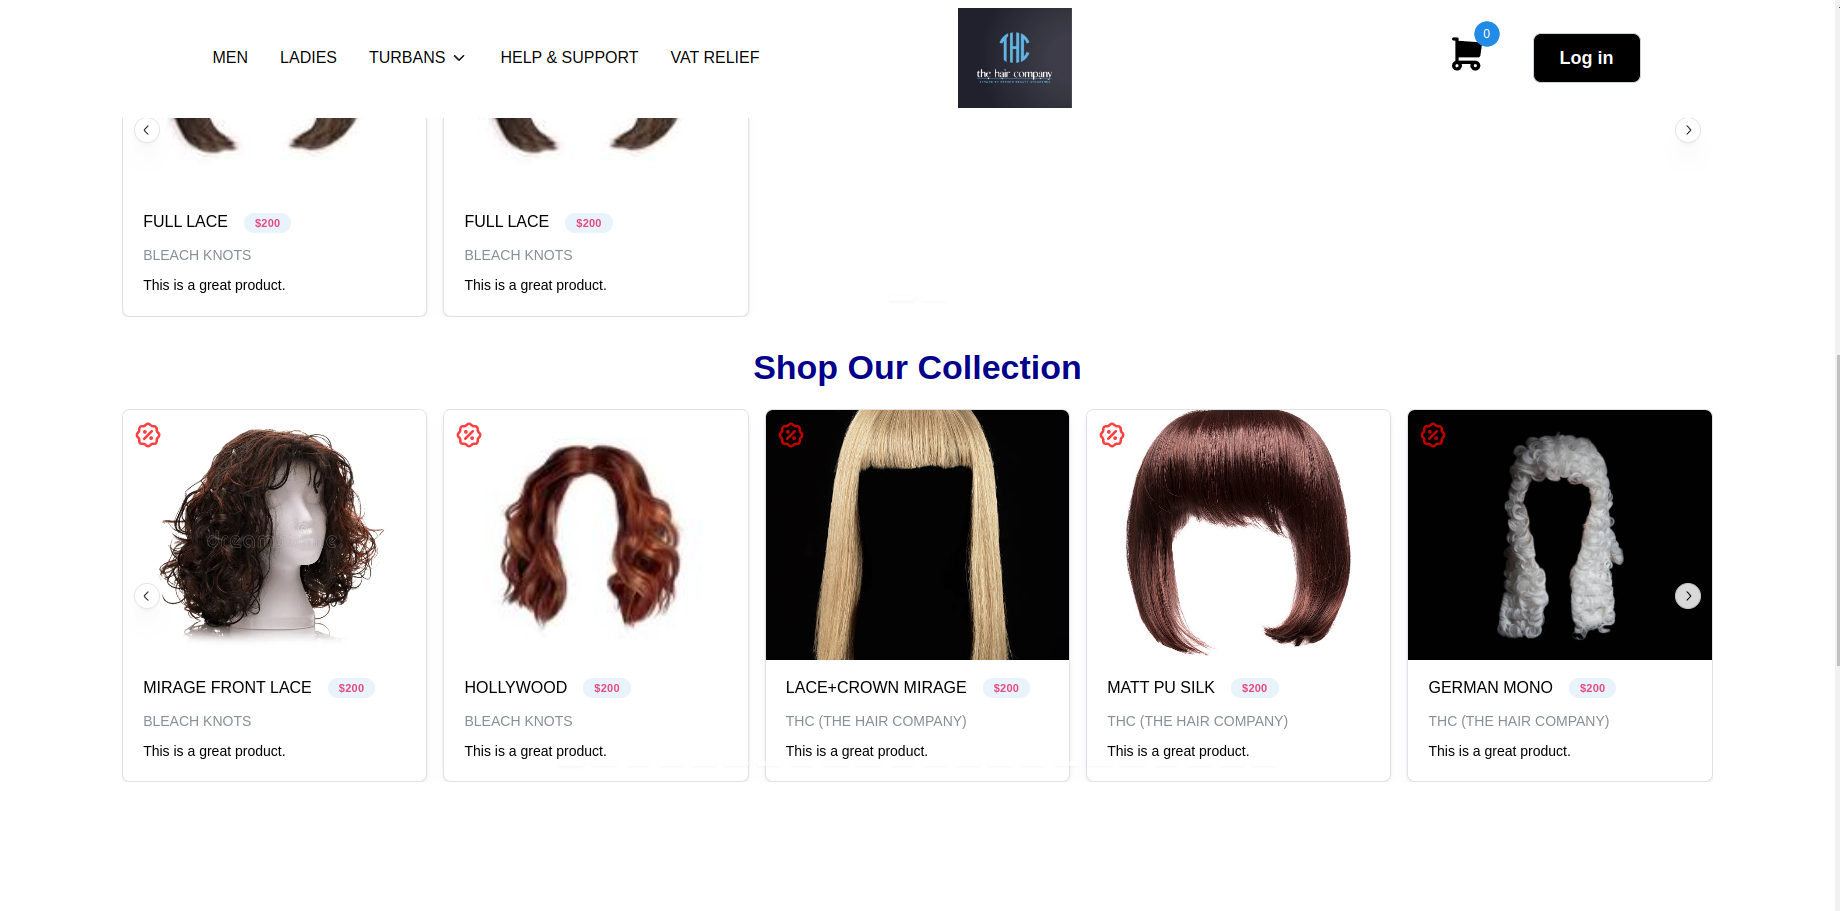 MEN LADIES TURBANS HELP & SUPPORT VAT RELIEF
THC
the hair company
0
Log in
FULL LACE $200
BLEACH KNOTS
This is a great product.
FULL LACE $200
BLEACH KNOTS
This is a great product.
Shop Our Collection
MIRAGE FRONT LACE $200
BLEACH KNOTS
This is a great product.
HOLLYWOOD $200
BLEACH KNOTS
This is a great product.
LACE+CROWN MIRAGE $200
THC (THE HAIR COMPANY)
This is a great product.
MATT PU SILK $200
THC (THE HAIR COMPANY)
This is a great product.
GERMAN MONO $200
THC (THE HAIR COMPANY)
This is a great product.